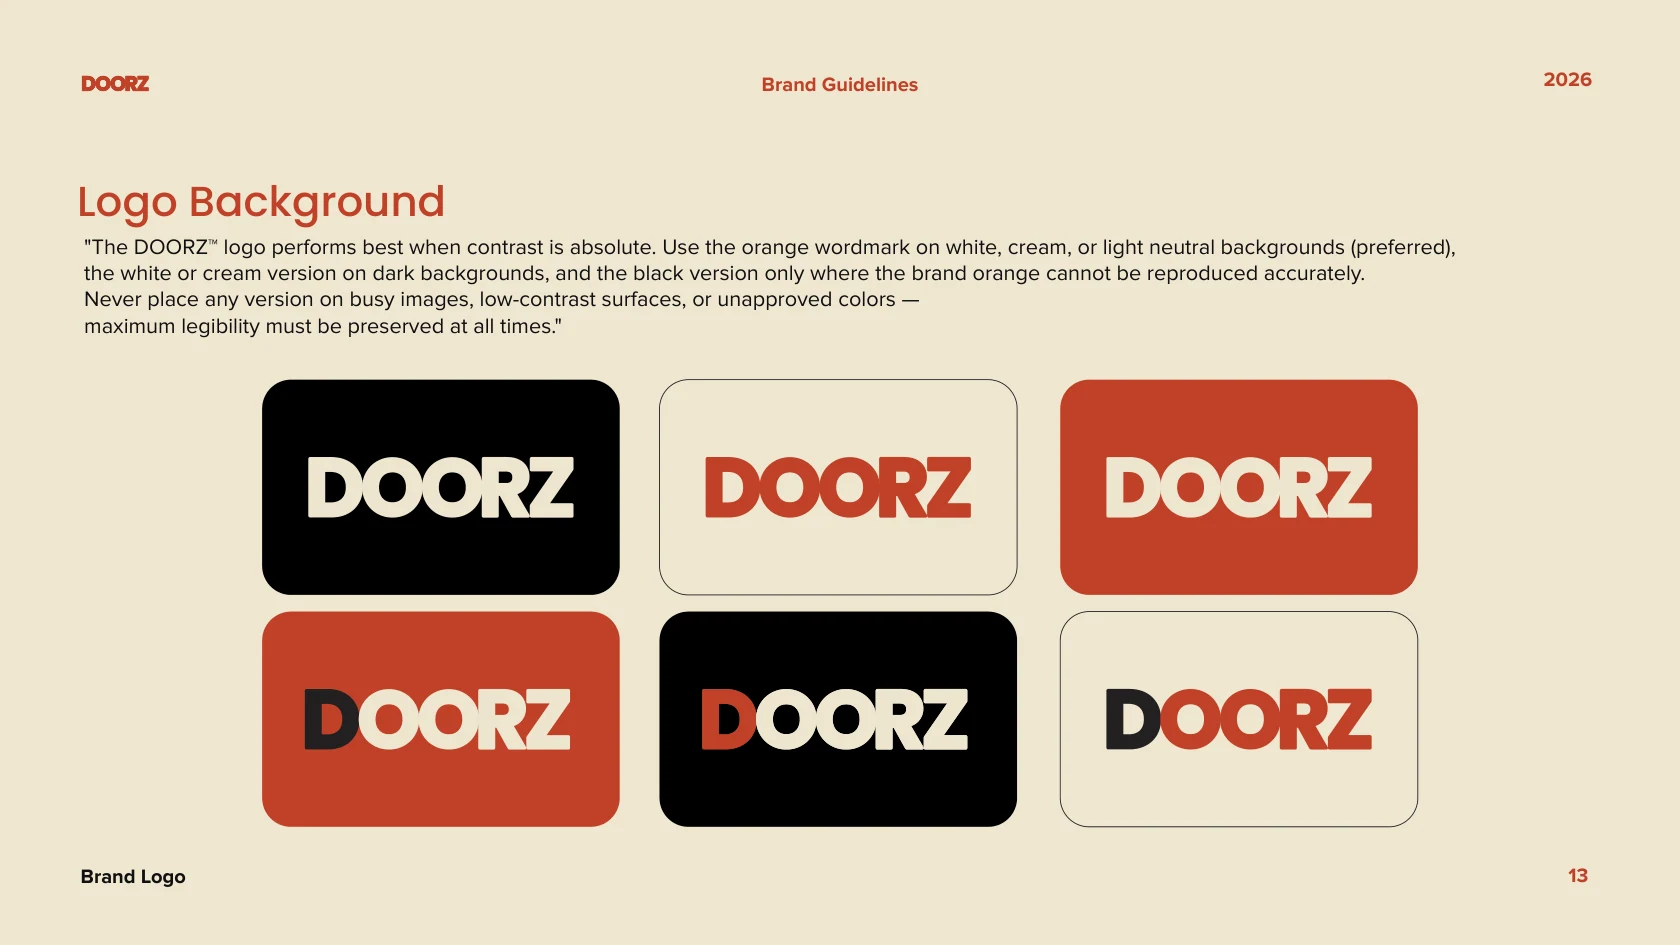 DOORZ
Brand Guidelines
2026
Logo Background
"The DOORZ™ logo performs best when contrast is absolute. Use the orange wordmark on white, cream, or light neutral backgrounds (preferred),
the white or cream version on dark backgrounds, and the black version only where the brand orange cannot be reproduced accurately.
Never place any version on busy images, low-contrast surfaces, or unapproved colors —
maximum legibility must be preserved at all times."
DOORZ
DOORZ
DOORZ
DOORZ
DOORZ
DOORZ
Brand Logo
13